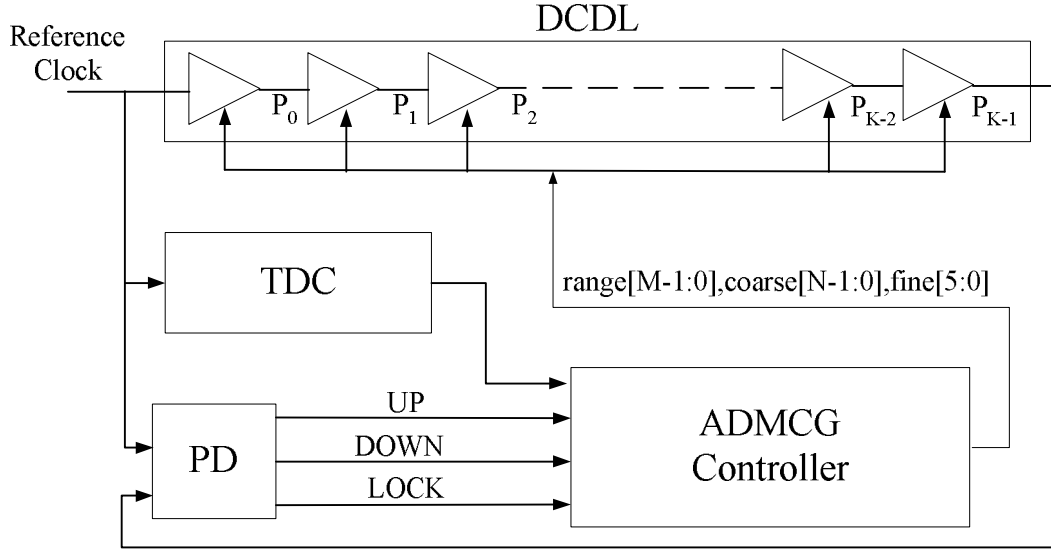 DCDL
Reference
Clock
P0
P1
P2
PK-2
PK-1
TDC
range[M-1:0],coarse[N-1:0],fine[5:0]
UP
DOWN
LOCK
PD
ADMCG
Controller